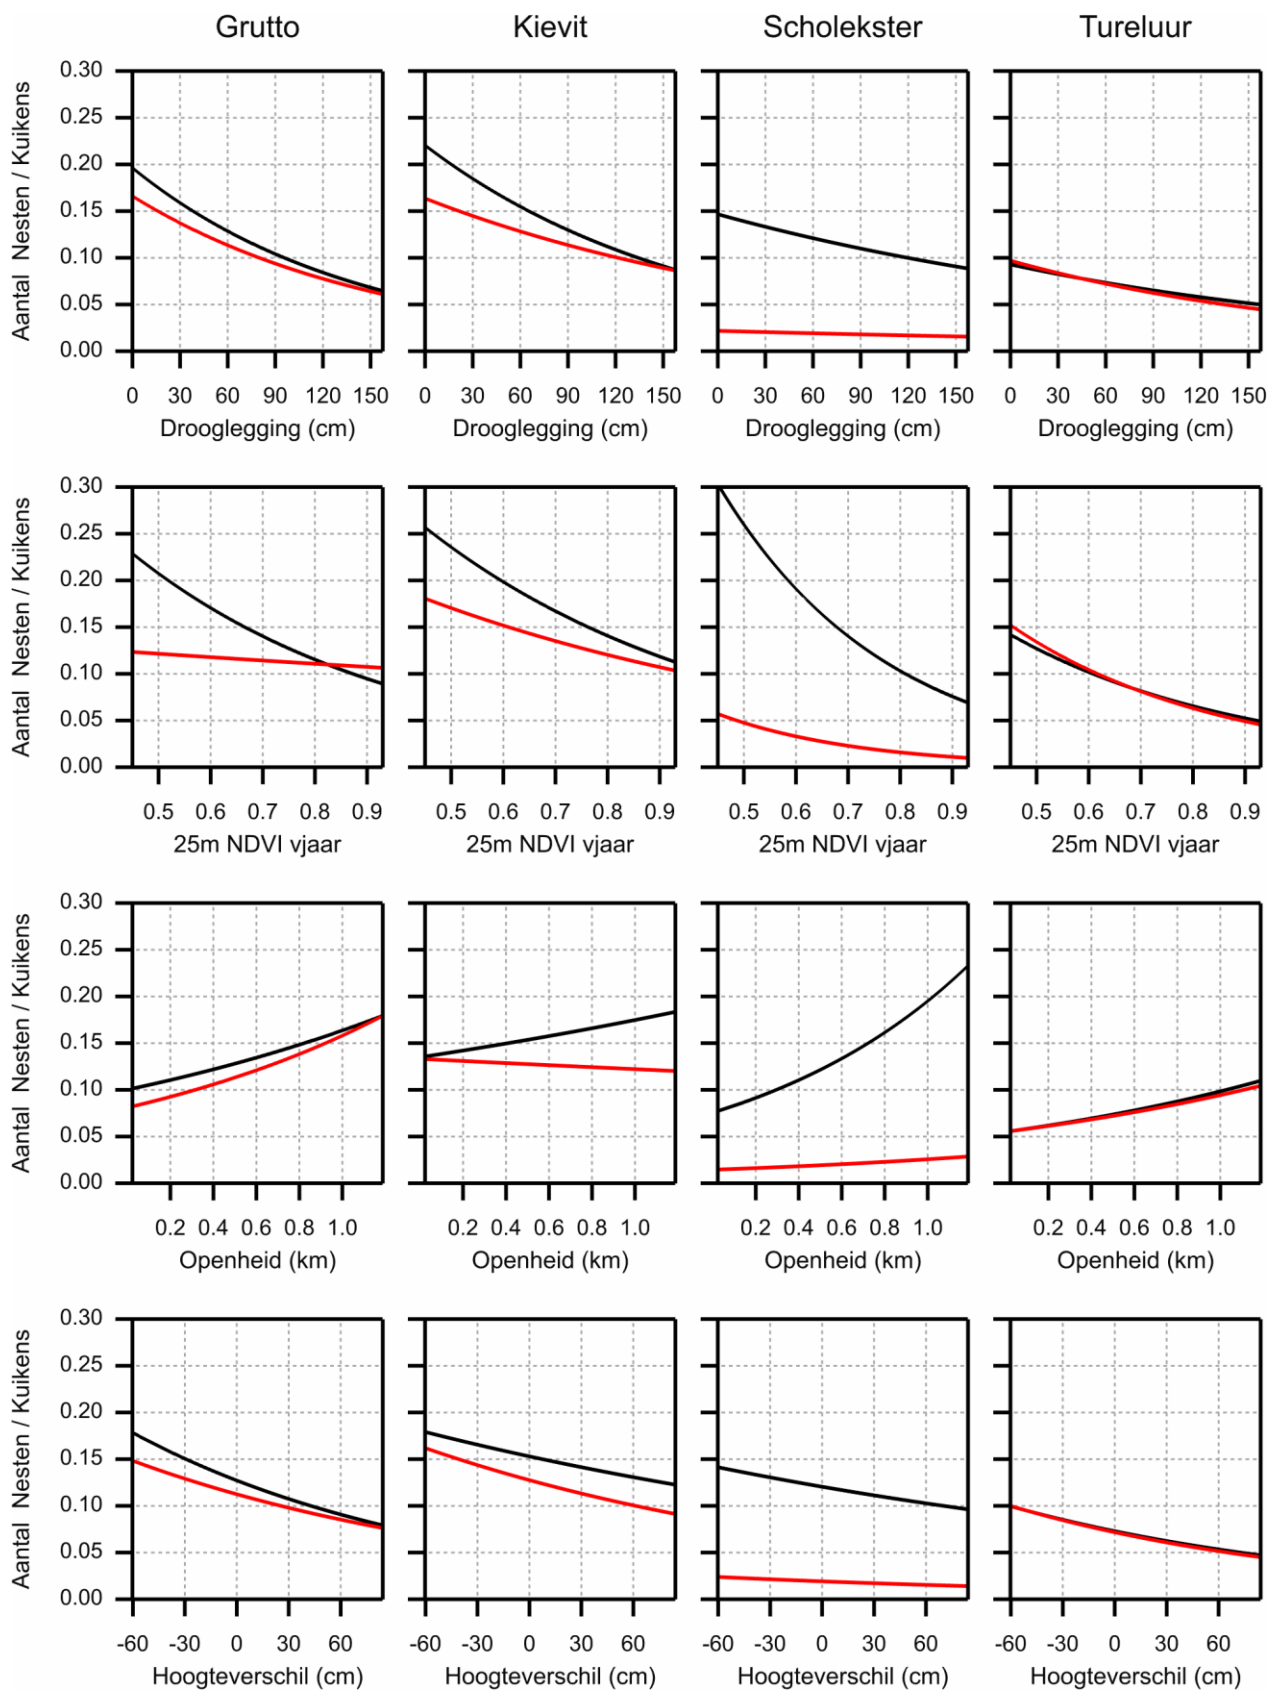 Grutto Kievit Scholekster Tureluur
Aantal Nesten / Kuikens
0.30
0.25
0.20
0.15
0.10
0.05
0.00
0 30 60 90 120 150 0 30 60 90 120 150 0 30 60 90 120 150 0 30 60 90 120 150
Drooglegging (cm) Drooglegging (cm) Drooglegging (cm) Drooglegging (cm)
Aantal Nesten / Kuikens
0.30
0.25
0.20
0.15
0.10
0.05
0.00
0.5 0.6 0.7 0.8 0.9 0.5 0.6 0.7 0.8 0.9 0.5 0.6 0.7 0.8 0.9 0.5 0.6 0.7 0.8 0.9
25m NDVI vjaar 25m NDVI vjaar 25m NDVI vjaar 25m NDVI vjaar
Aantal Nesten / Kuikens
0.30
0.25
0.20
0.15
0.10
0.05
0.00
0.2 0.4 0.6 0.8 1.0 0.2 0.4 0.6 0.8 1.0 0.2 0.4 0.6 0.8 1.0 0.2 0.4 0.6 0.8 1.0
Openheid (km) Openheid (km) Openheid (km) Openheid (km)
Aantal Nesten / Kuikens
0.30
0.25
0.20
0.15
0.10
0.05
0.00
-60 -30 0 30 60 -60 -30 0 30 60 -60 -30 0 30 60 -60 -30 0 30 60
Hoogteverschil (cm) Hoogteverschil (cm) Hoogteverschil (cm) Hoogteverschil (cm)